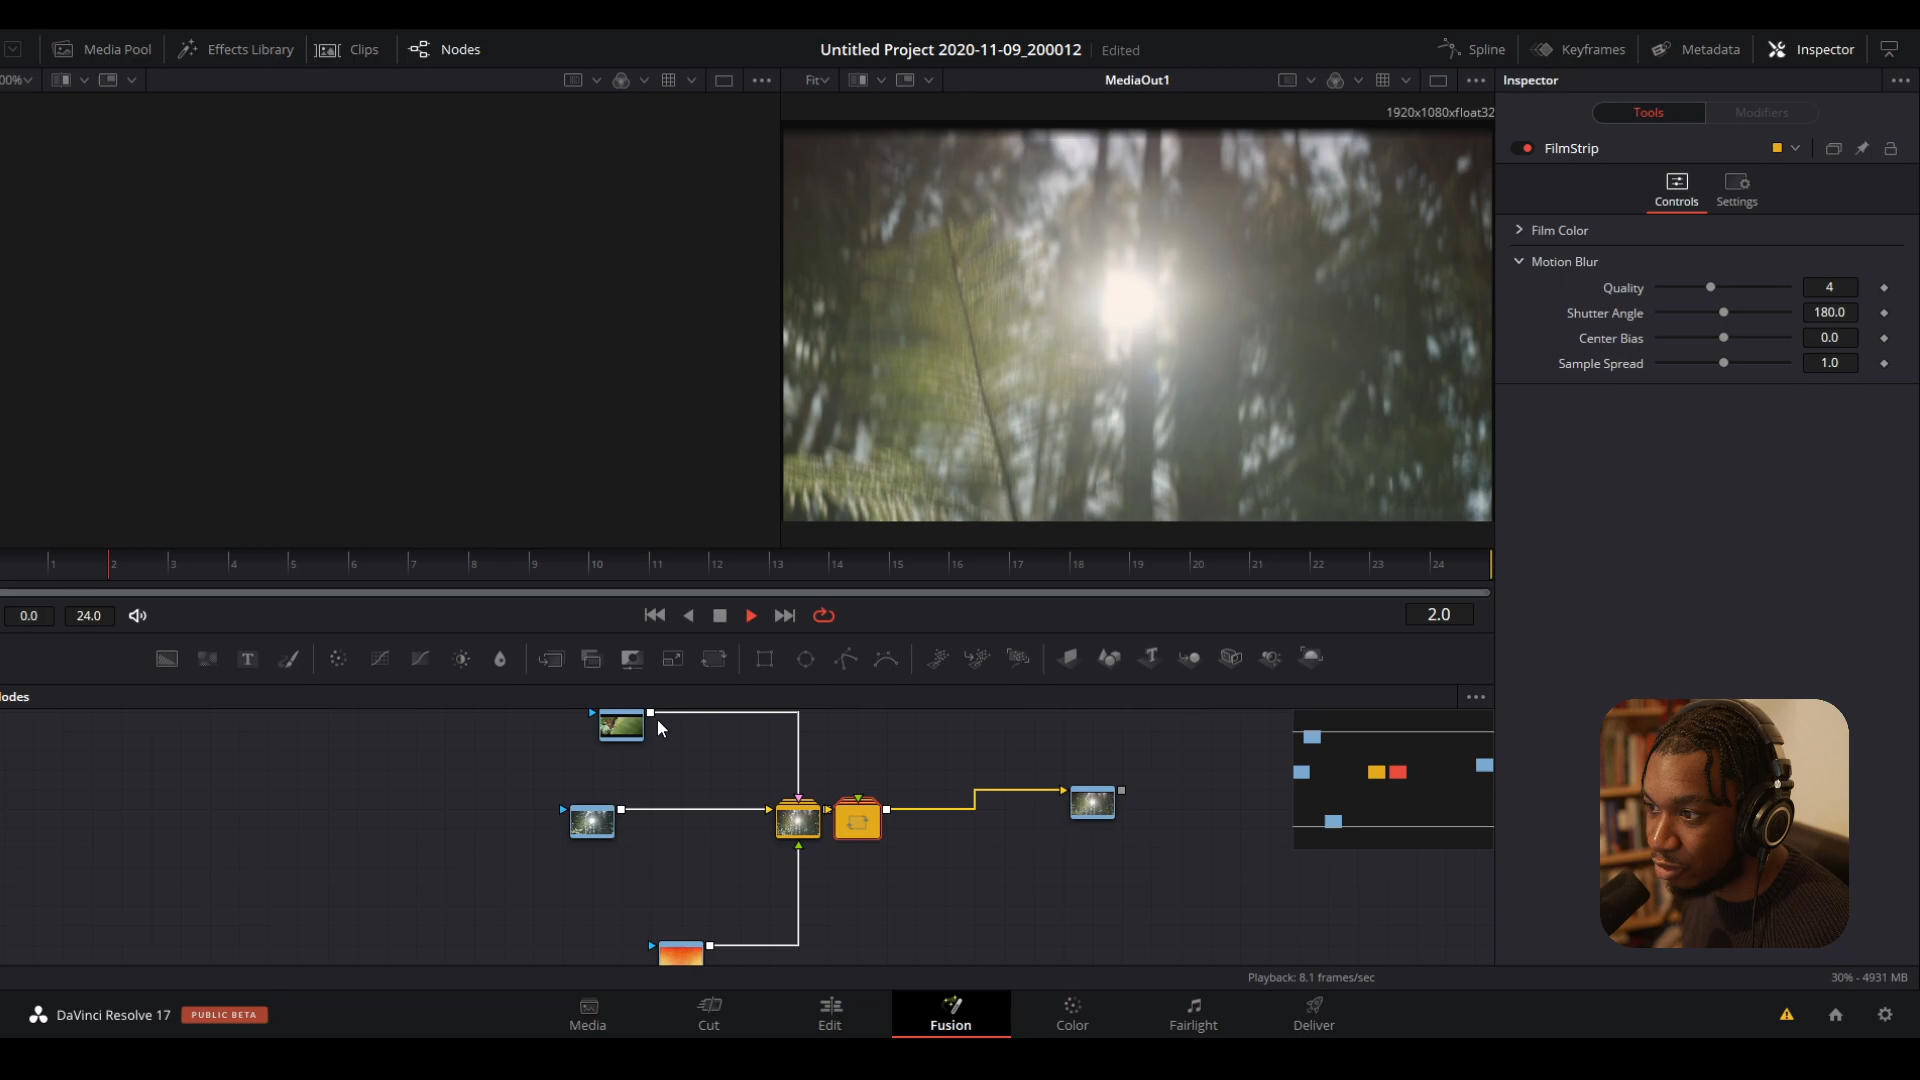 Media Pool Effects Library Clips Nodes Untitled Project 2020-11-09_200012 Edited Spline Keyframes Metadata Inspector
00% Fit MediaOut1 Inspector
1920x1080xfloat32
Tools Modifiers
FilmStrip
Controls Settings
Film Color
Motion Blur
Quality 4
Shutter Angle 180.0
Center Bias 0.0
Sample Spread 1.0
1 2 3 4 5 6 7 8 9 10 11 12 13 14 15 16 17 18 19 20 21 22 23 24
0.0 24.0 2.0
T T
lodes
Playback: 8.1 frames/sec 30% - 4931 MB
DaVinci Resolve 17 PUBLIC BETA
Media Cut Edit Fusion Color Fairlight Deliver